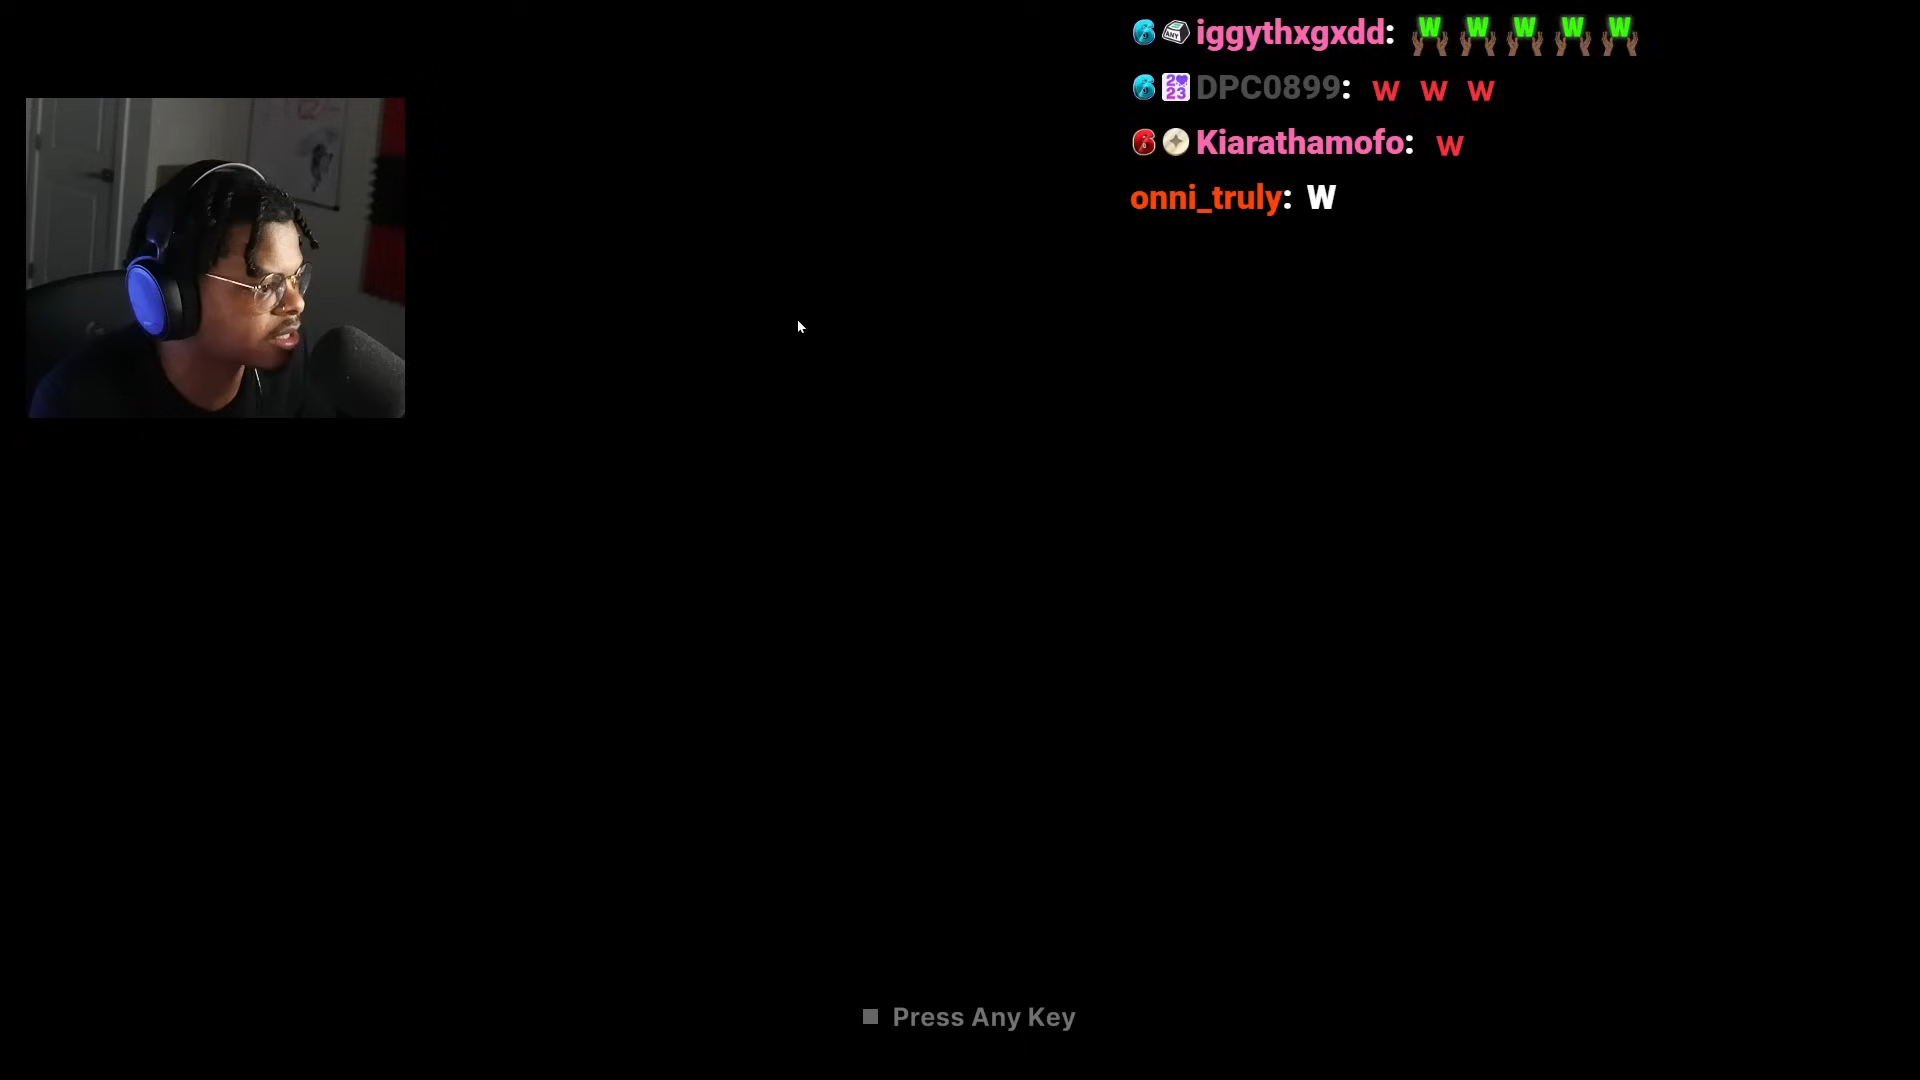 iggythxgxdd: W W W W W
DPC0899: W W W
Kiarathamofo: W
onni_truly: W
Press Any Key